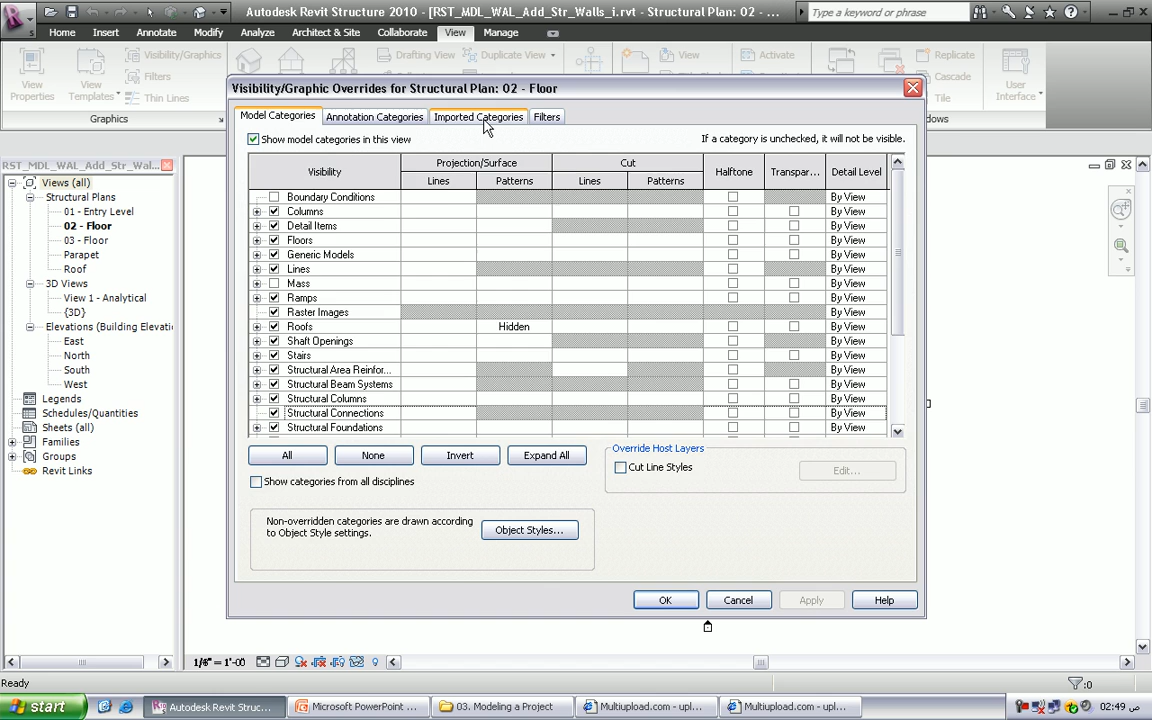 Autodesk Revit Structure 2010 - [RST_MDL_WAL_Add_Str_Walls_i.rvt - Structural Plan: 02 - ...
Type a keyword or phrase
Home Insert Annotate Modify Analyze Architect & Site Collaborate View Manage
View Properties
View Templates
Visibility/Graphics
Filters
Thin Lines
Drafting View
Duplicate View
View
Activate
Replicate
Cascade
Tile
User Interface
Graphics
Visibility/Graphic Overrides for Structural Plan: 02 - Floor
Model Categories Annotation Categories Imported Categories Filters
Show model categories in this view
If a category is unchecked, it will not be visible.
Visibility Projection/Surface Cut Halftone Transpar... Detail Level
Lines Patterns Lines Patterns
Boundary Conditions By View
Columns By View
Detail Items By View
Floors By View
Generic Models By View
Lines By View
Mass By View
Ramps By View
Raster Images By View
Roofs Hidden By View
Shaft Openings By View
Stairs By View
Structural Area Reinfor... By View
Structural Beam Systems By View
Structural Columns By View
Structural Connections By View
Structural Foundations By View
All None Invert Expand All
Override Host Layers
Cut Line Styles Edit...
Show categories from all disciplines
Non-overridden categories are drawn according
to Object Style settings.
Object Styles...
OK Cancel Apply Help
RST_MDL_WAL_Add_Str_Wal...
Views (all)
Structural Plans
01 - Entry Level
02 - Floor
03 - Floor
Parapet
Roof
3D Views
View 1 - Analytical
{3D}
Elevations (Building Elevati
East
North
South
West
Legends
Schedules/Quantities
Sheets (all)
Families
Groups
Revit Links
1/8" = 1'-0"
Ready
:0
start
Autodesk Revit Struc...
Microsoft PowerPoint ...
03. Modeling a Project
Multiupload.com - upl...
Multiupload.com - upl...
02:49 ص